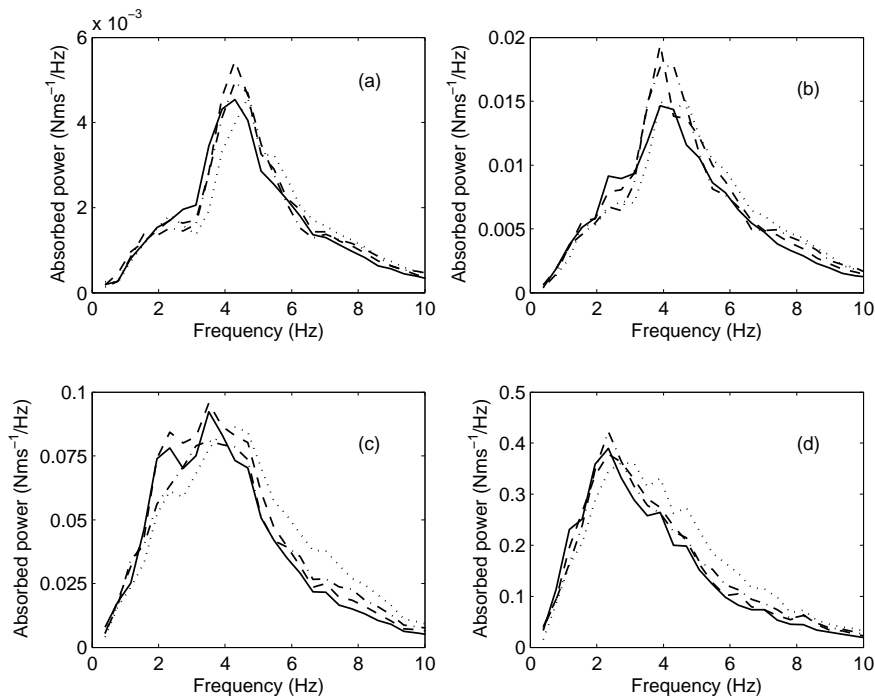 x 10⁻³
6
4
2
0
0 2 4 6 8 10
Absorbed power (Nms⁻¹/Hz)
Frequency (Hz)
(a)
0.02
0.015
0.01
0.005
0
0 2 4 6 8 10
Absorbed power (Nms⁻¹/Hz)
Frequency (Hz)
(b)
0.1
0.075
0.05
0.025
0
0 2 4 6 8 10
Absorbed power (Nms⁻¹/Hz)
Frequency (Hz)
(c)
0.5
0.4
0.3
0.2
0.1
0
0 2 4 6 8 10
Absorbed power (Nms⁻¹/Hz)
Frequency (Hz)
(d)